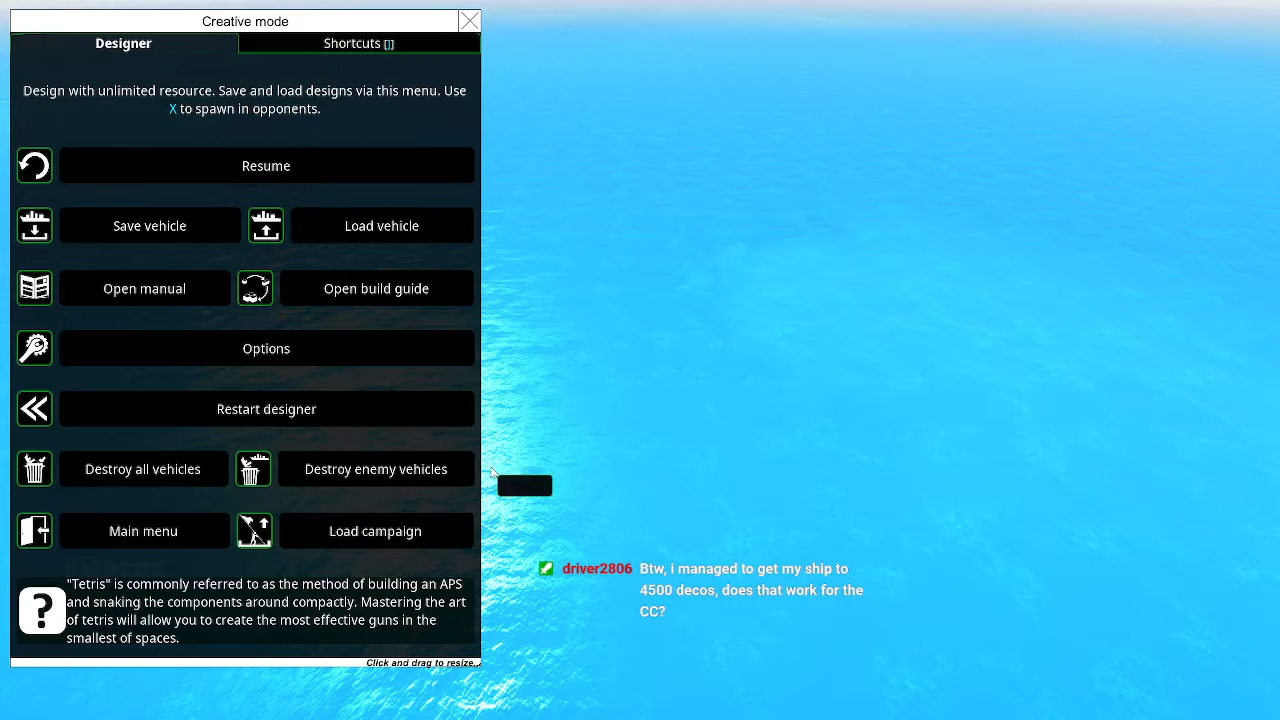 Creative mode
Designer
Shortcuts []]
Design with unlimited resource. Save and load designs via this menu. Use
X to spawn in opponents.
Resume
Save vehicle
Load vehicle
Open manual
Open build guide
Options
Restart designer
Destroy all vehicles
Destroy enemy vehicles
Main menu
Load campaign
"Tetris" is commonly referred to as the method of building an APS
and snaking the components around compactly. Mastering the art
of tetris will allow you to create the most effective guns in the
smallest of spaces.
Click and drag to resize...
driver2806 Btw, i managed to get my ship to
4500 decos, does that work for the
CC?